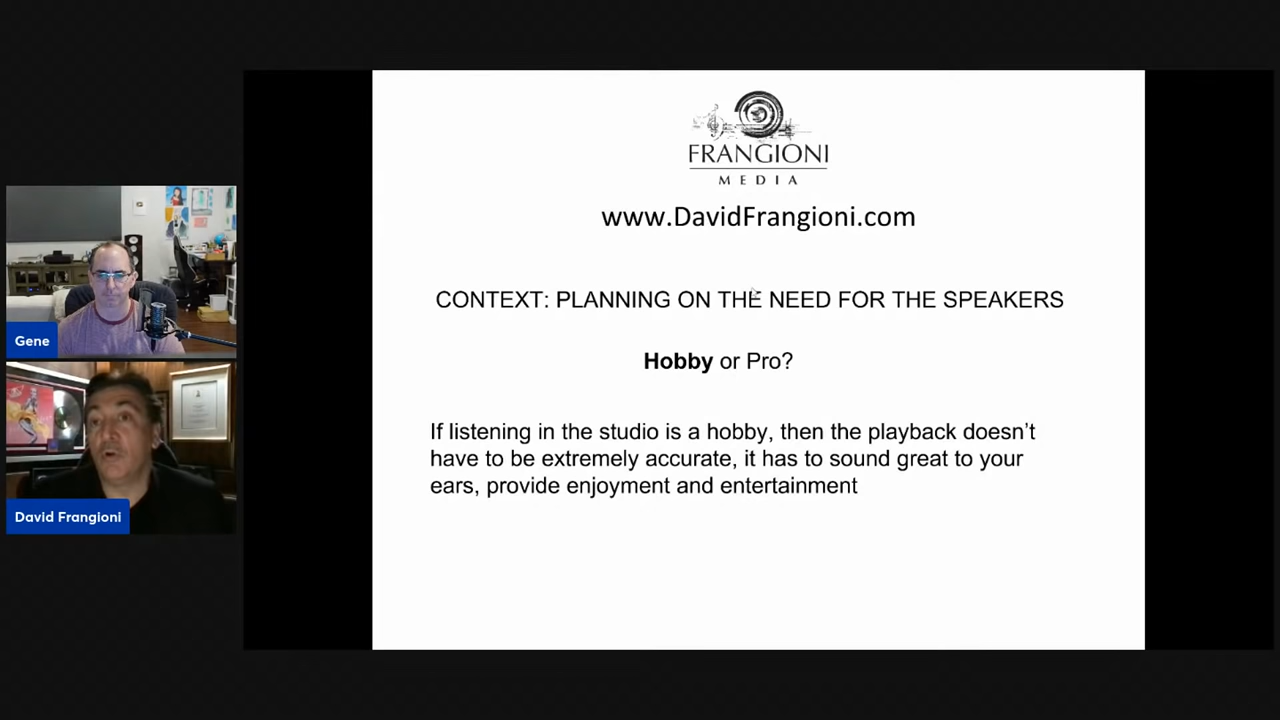 FRANGIONI
MEDIA
www.DavidFrangioni.com
CONTEXT: PLANNING ON THE NEED FOR THE SPEAKERS
Hobby or Pro?
If listening in the studio is a hobby, then the playback doesn’t
have to be extremely accurate, it has to sound great to your
ears, provide enjoyment and entertainment
Gene
David Frangioni